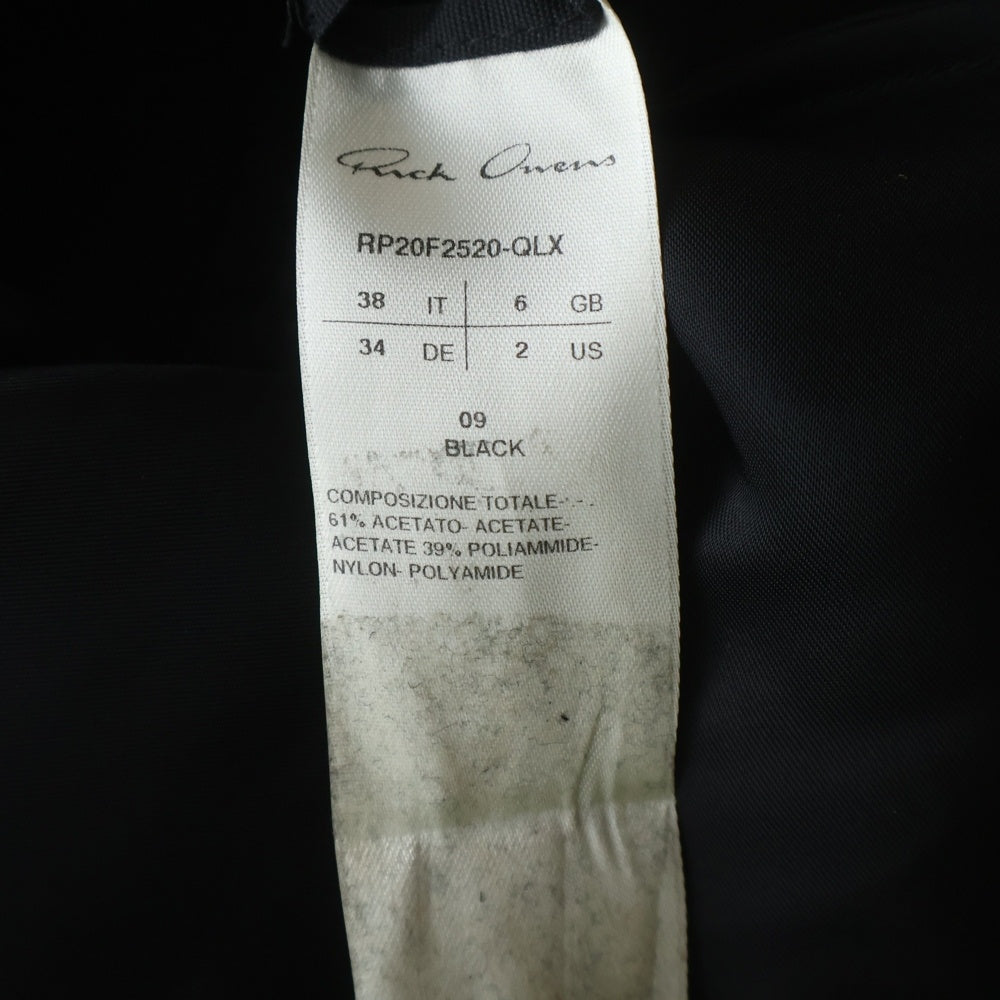 Rick Owens
RP20F2520-QLX
38 IT 6 GB
34 DE 2 US
09
BLACK
COMPOSIZIONE TOTALE- - -
61% ACETATO- ACETATE-
ACETATE 39% POLIAMMIDE-
NYLON- POLYAMIDE